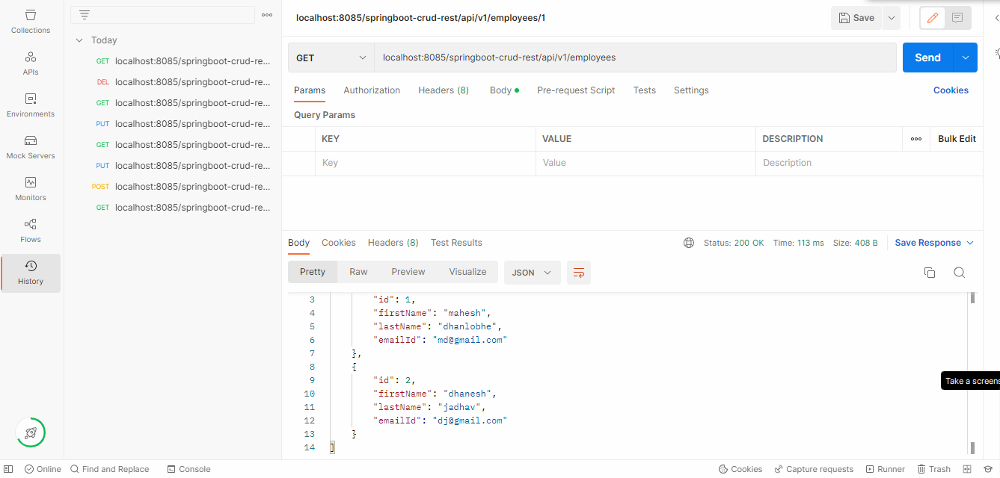 Collections
APIs
Environments
Mock Servers
Monitors
Flows
History
Today
GET localhost:8085/springboot-crud-re...
DEL localhost:8085/springboot-crud-re...
GET localhost:8085/springboot-crud-re...
PUT localhost:8085/springboot-crud-re...
GET localhost:8085/springboot-crud-re...
PUT localhost:8085/springboot-crud-re...
POST localhost:8085/springboot-crud-re...
GET localhost:8085/springboot-crud-re...
localhost:8085/springboot-crud-rest/api/v1/employees/1
Save
GET localhost:8085/springboot-crud-rest/api/v1/employees Send
Params Authorization Headers (8) Body Pre-request Script Tests Settings Cookies
Query Params
KEY VALUE DESCRIPTION Bulk Edit
Key Value Description
Body Cookies Headers (8) Test Results Status: 200 OK Time: 113 ms Size: 408 B Save Response
Pretty Raw Preview Visualize JSON
3 "id": 1,
4 "firstName": "mahesh",
5 "lastName": "dhanlobhe",
6 "emailId": "md@gmail.com"
7 },
8 {
9 "id": 2,
10 "firstName": "dhanesh",
11 "lastName": "jadhav",
12 "emailId": "dj@gmail.com"
13 }
14 ]
Take a screens
Online Find and Replace Console Cookies Capture requests Runner Trash